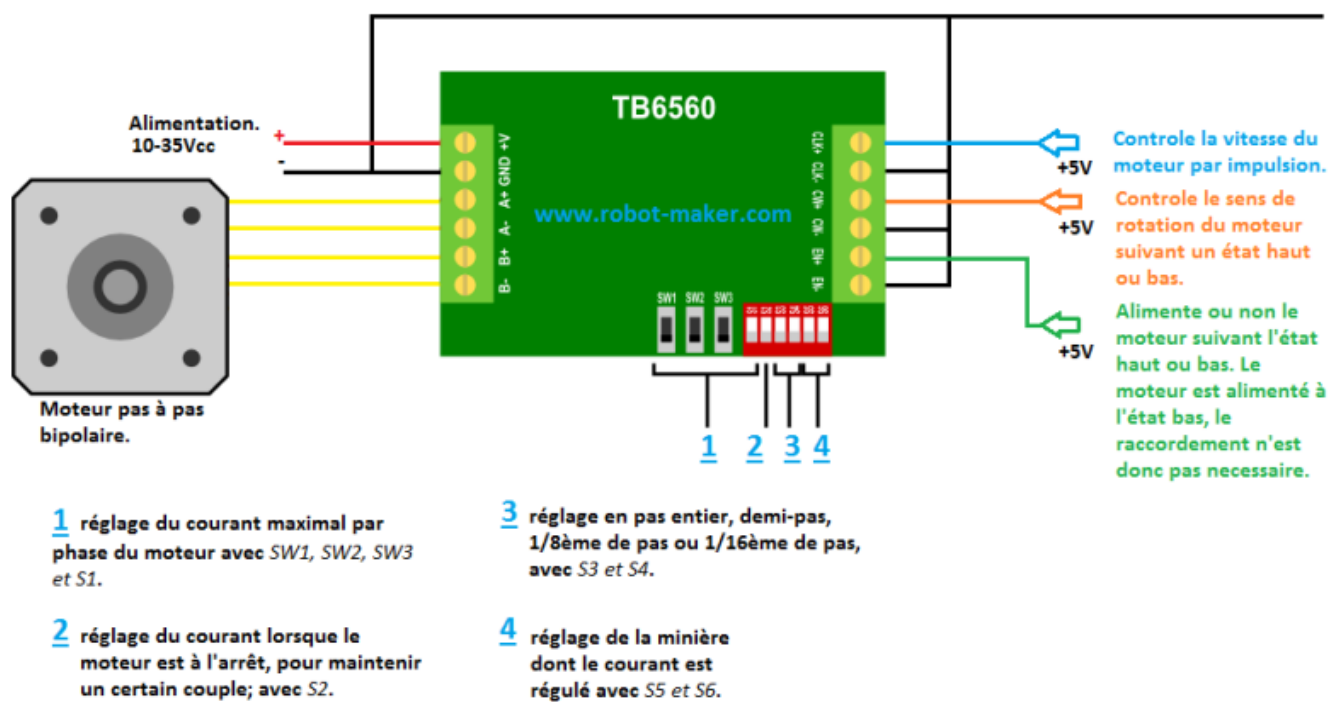 TB6560
www.robot-maker.com
Alimentation.
10-35Vcc
+
-
+V
GND
A+
A-
B+
B-
CLK+
CLK-
CW+
CW-
EN+
EN-
SW1 SW2 SW3
S1 S2 S3 S4 S5 S6
+5V
Controle la vitesse du
moteur par impulsion.
+5V
Controle le sens de
rotation du moteur
suivant un état haut
ou bas.
+5V
Alimente ou non le
moteur suivant l'état
haut ou bas. Le
moteur est alimenté à
l'état bas, le
raccordement n'est
donc pas necessaire.
Moteur pas à pas
bipolaire.
1 2 3 4
1 réglage du courant maximal par
phase du moteur avec SW1, SW2, SW3
et S1.
2 réglage du courant lorsque le
moteur est à l'arrêt, pour maintenir
un certain couple; avec S2.
3 réglage en pas entier, demi-pas,
1/8ème de pas ou 1/16ème de pas,
avec S3 et S4.
4 réglage de la minière
dont le courant est
régulé avec S5 et S6.